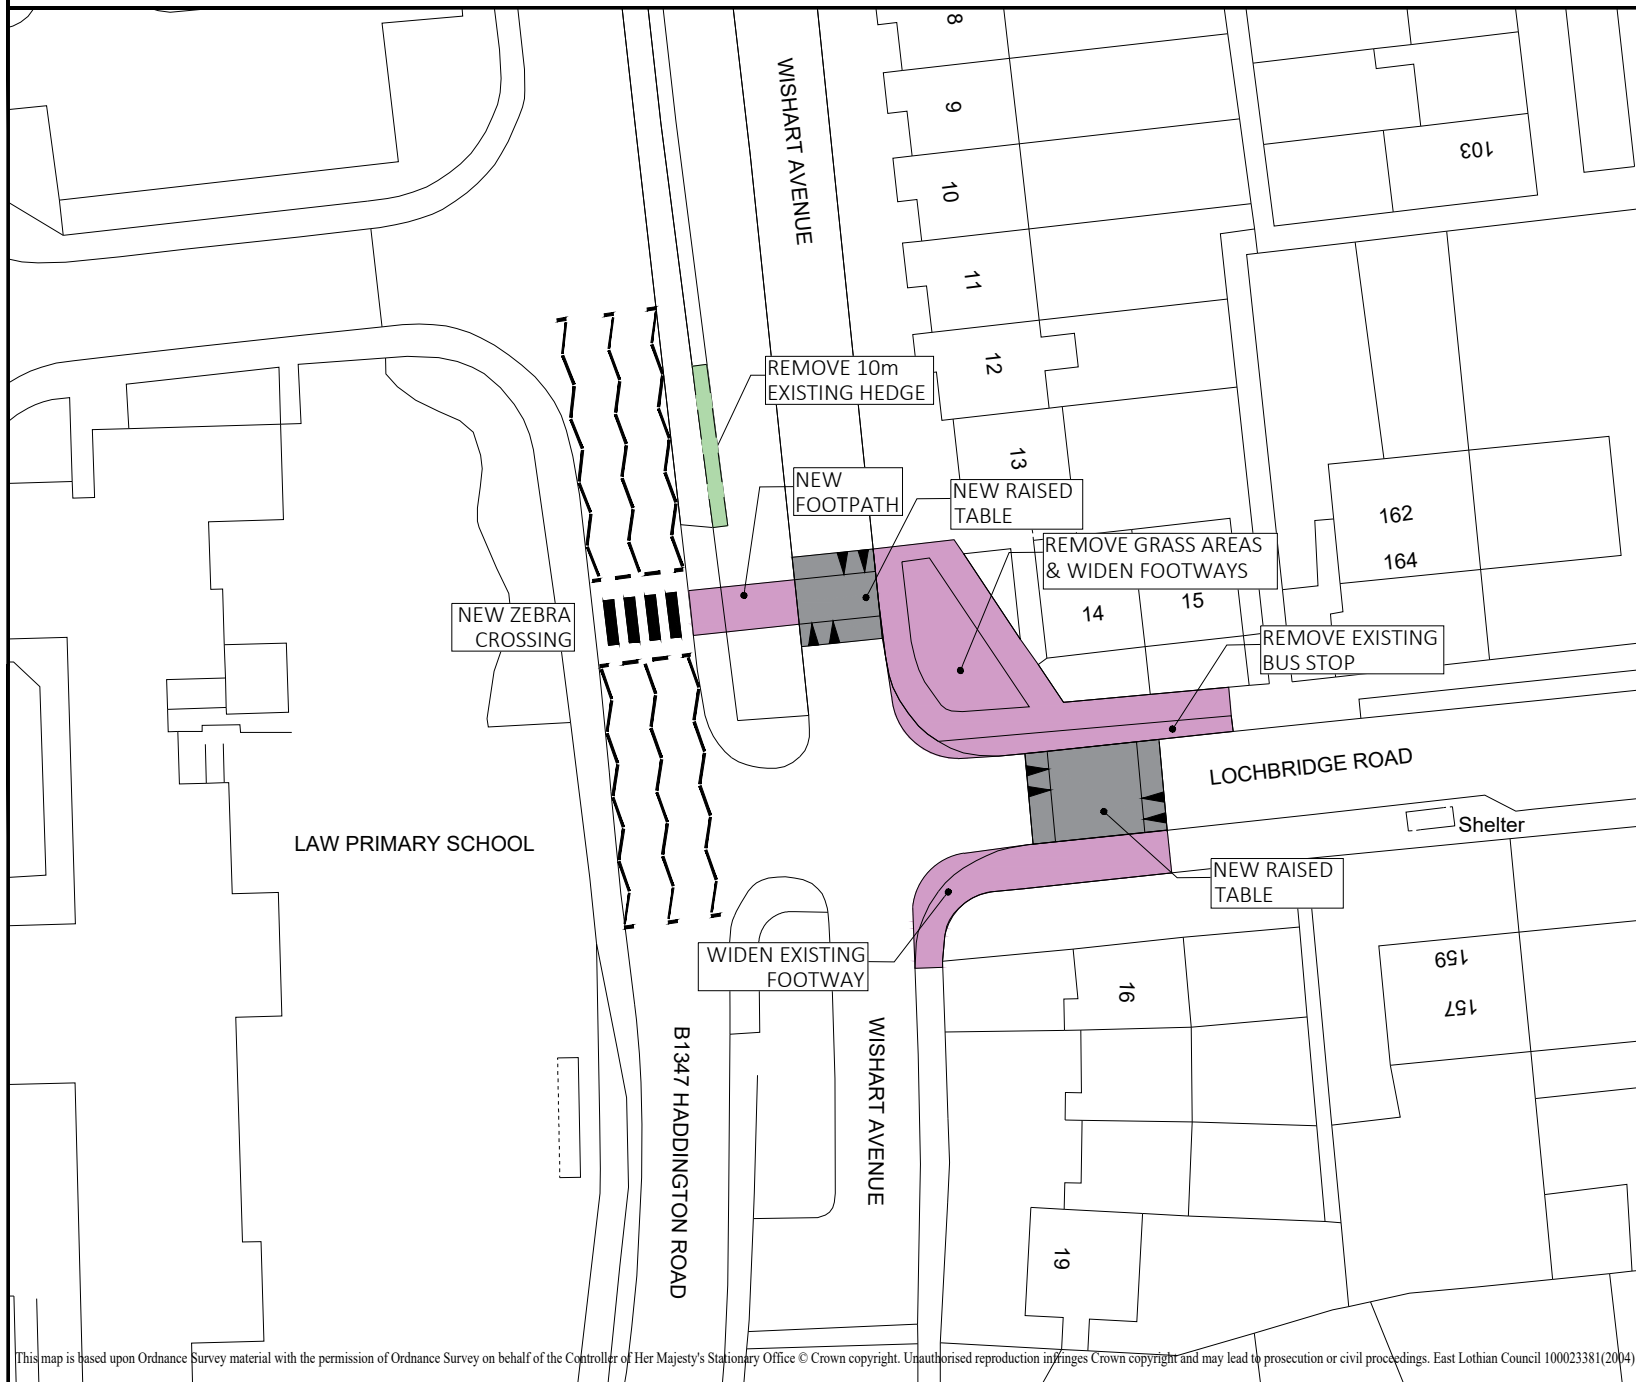 8
WISHART AVENUE
9
103
10
11
12
REMOVE 10m
EXISTING HEDGE
13
NEW
FOOTPATH
NEW RAISED
TABLE
162
164
REMOVE GRASS AREAS
& WIDEN FOOTWAYS
14
15
NEW ZEBRA
CROSSING
REMOVE EXISTING
BUS STOP
LOCHBRIDGE ROAD
Shelter
LAW PRIMARY SCHOOL
NEW RAISED
TABLE
WIDEN EXISTING
FOOTWAY
159
157
16
B1347 HADDINGTON ROAD
WISHART AVENUE
19
This map is based upon Ordnance Survey material with the permission of Ordnance Survey on behalf of the Controller of Her Majesty's Stationary Office © Crown copyright. Unauthorised reproduction infringes Crown copyright and may lead to prosecution or civil proceedings. East Lothian Council 100023381(2004)